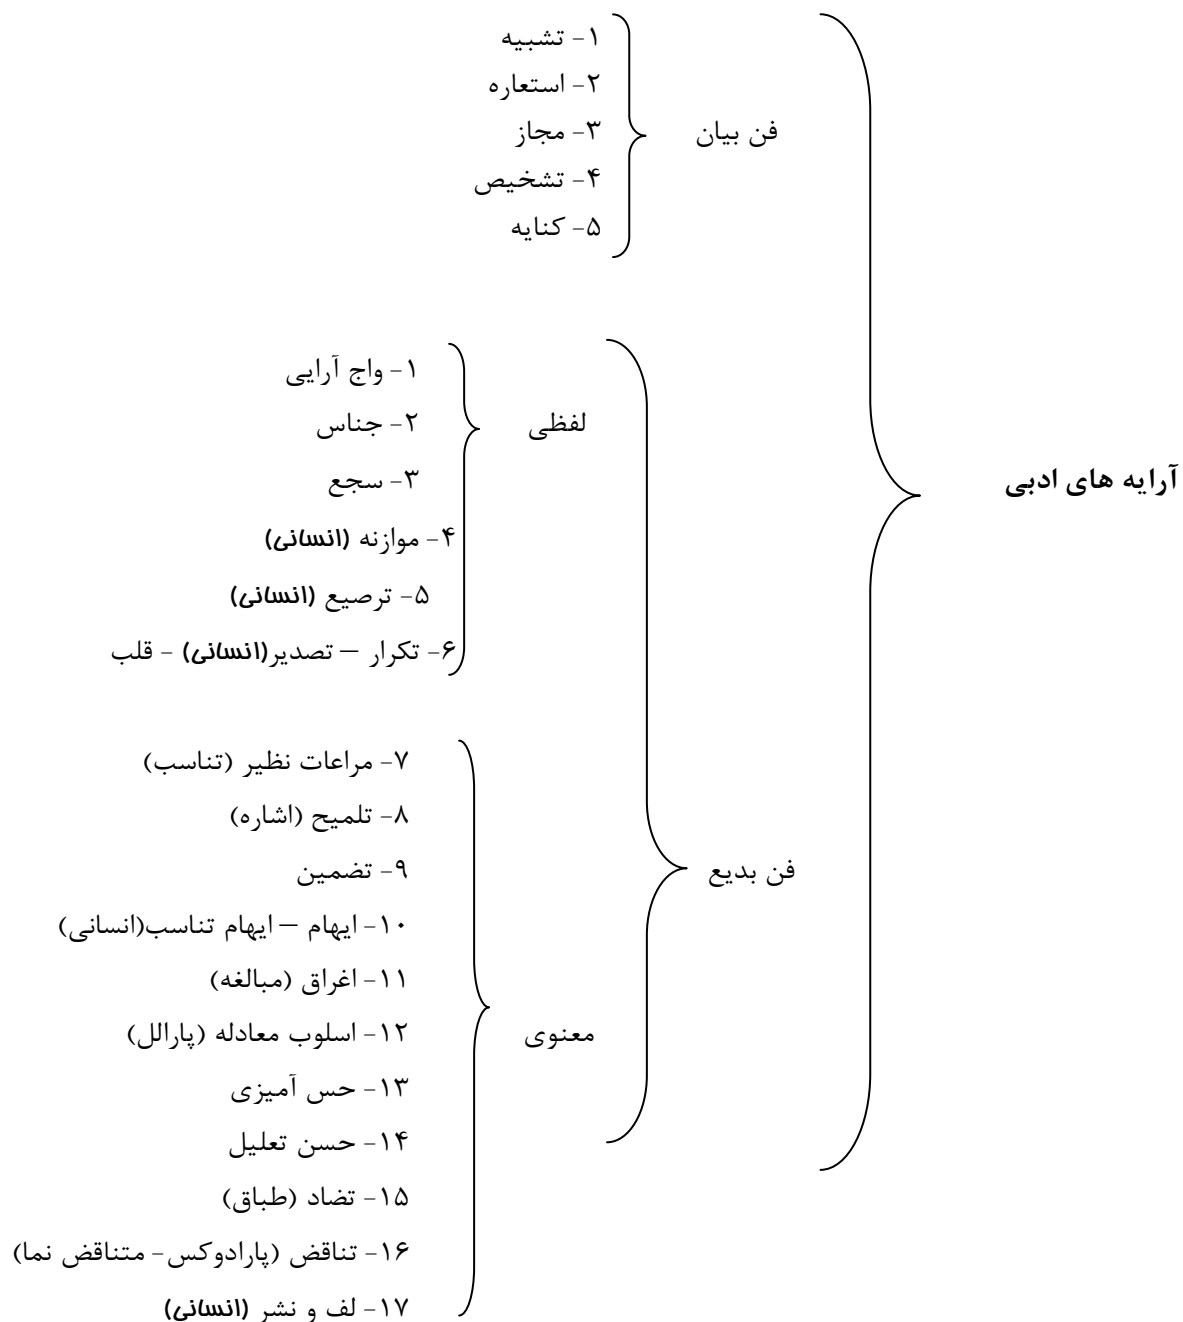 آرایه های ادبی
فن بیان
۱- تشبیه
۲- استعاره
۳- مجاز
۴- تشخیص
۵- کنایه
فن بدیع
لفظی
۱- واج آرایی
۲- جناس
۳- سجع
۴- موازنه (انسانی)
۵- ترصیع (انسانی)
۶- تکرار – تصدیر(انسانی) - قلب
معنوی
۷- مراعات نظیر (تناسب)
۸- تلمیح (اشاره)
۹- تضمین
۱۰- ایهام – ایهام تناسب(انسانی)
۱۱- اغراق (مبالغه)
۱۲- اسلوب معادله (پارالل)
۱۳- حس آمیزی
۱۴- حسن تعلیل
۱۵- تضاد (طباق)
۱۶- تناقض (پارادوکس- متناقض نما)
۱۷- لف و نشر (انسانی)